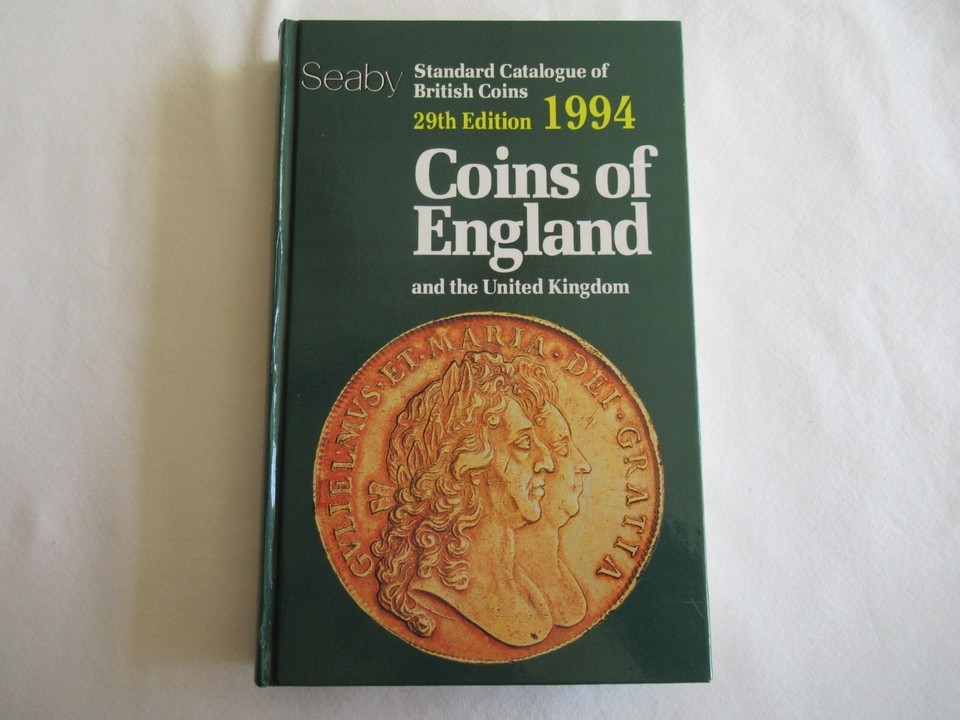 Seaby
Standard Catalogue of
British Coins
29th Edition 1994
Coins of
England
and the United Kingdom
GVLIELMVS·ET·MARIA·DEI·GRATIA